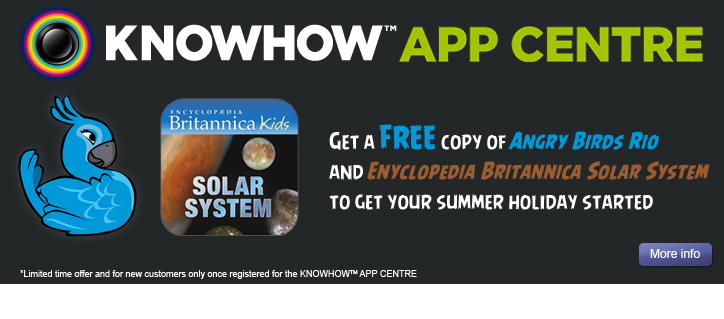 KNOWHOW™ APP CENTRE
ENCYCLOPÆDIA
Britannica Kids
SOLAR
SYSTEM
GET A FREE COPY OF ANGRY BIRDS RIO
AND ENYCLOPEDIA BRITANNICA SOLAR SYSTEM
TO GET YOUR SUMMER HOLIDAY STARTED
More info
*Limited time offer and for new customers only once registered for the KNOWHOW™ APP CENTRE